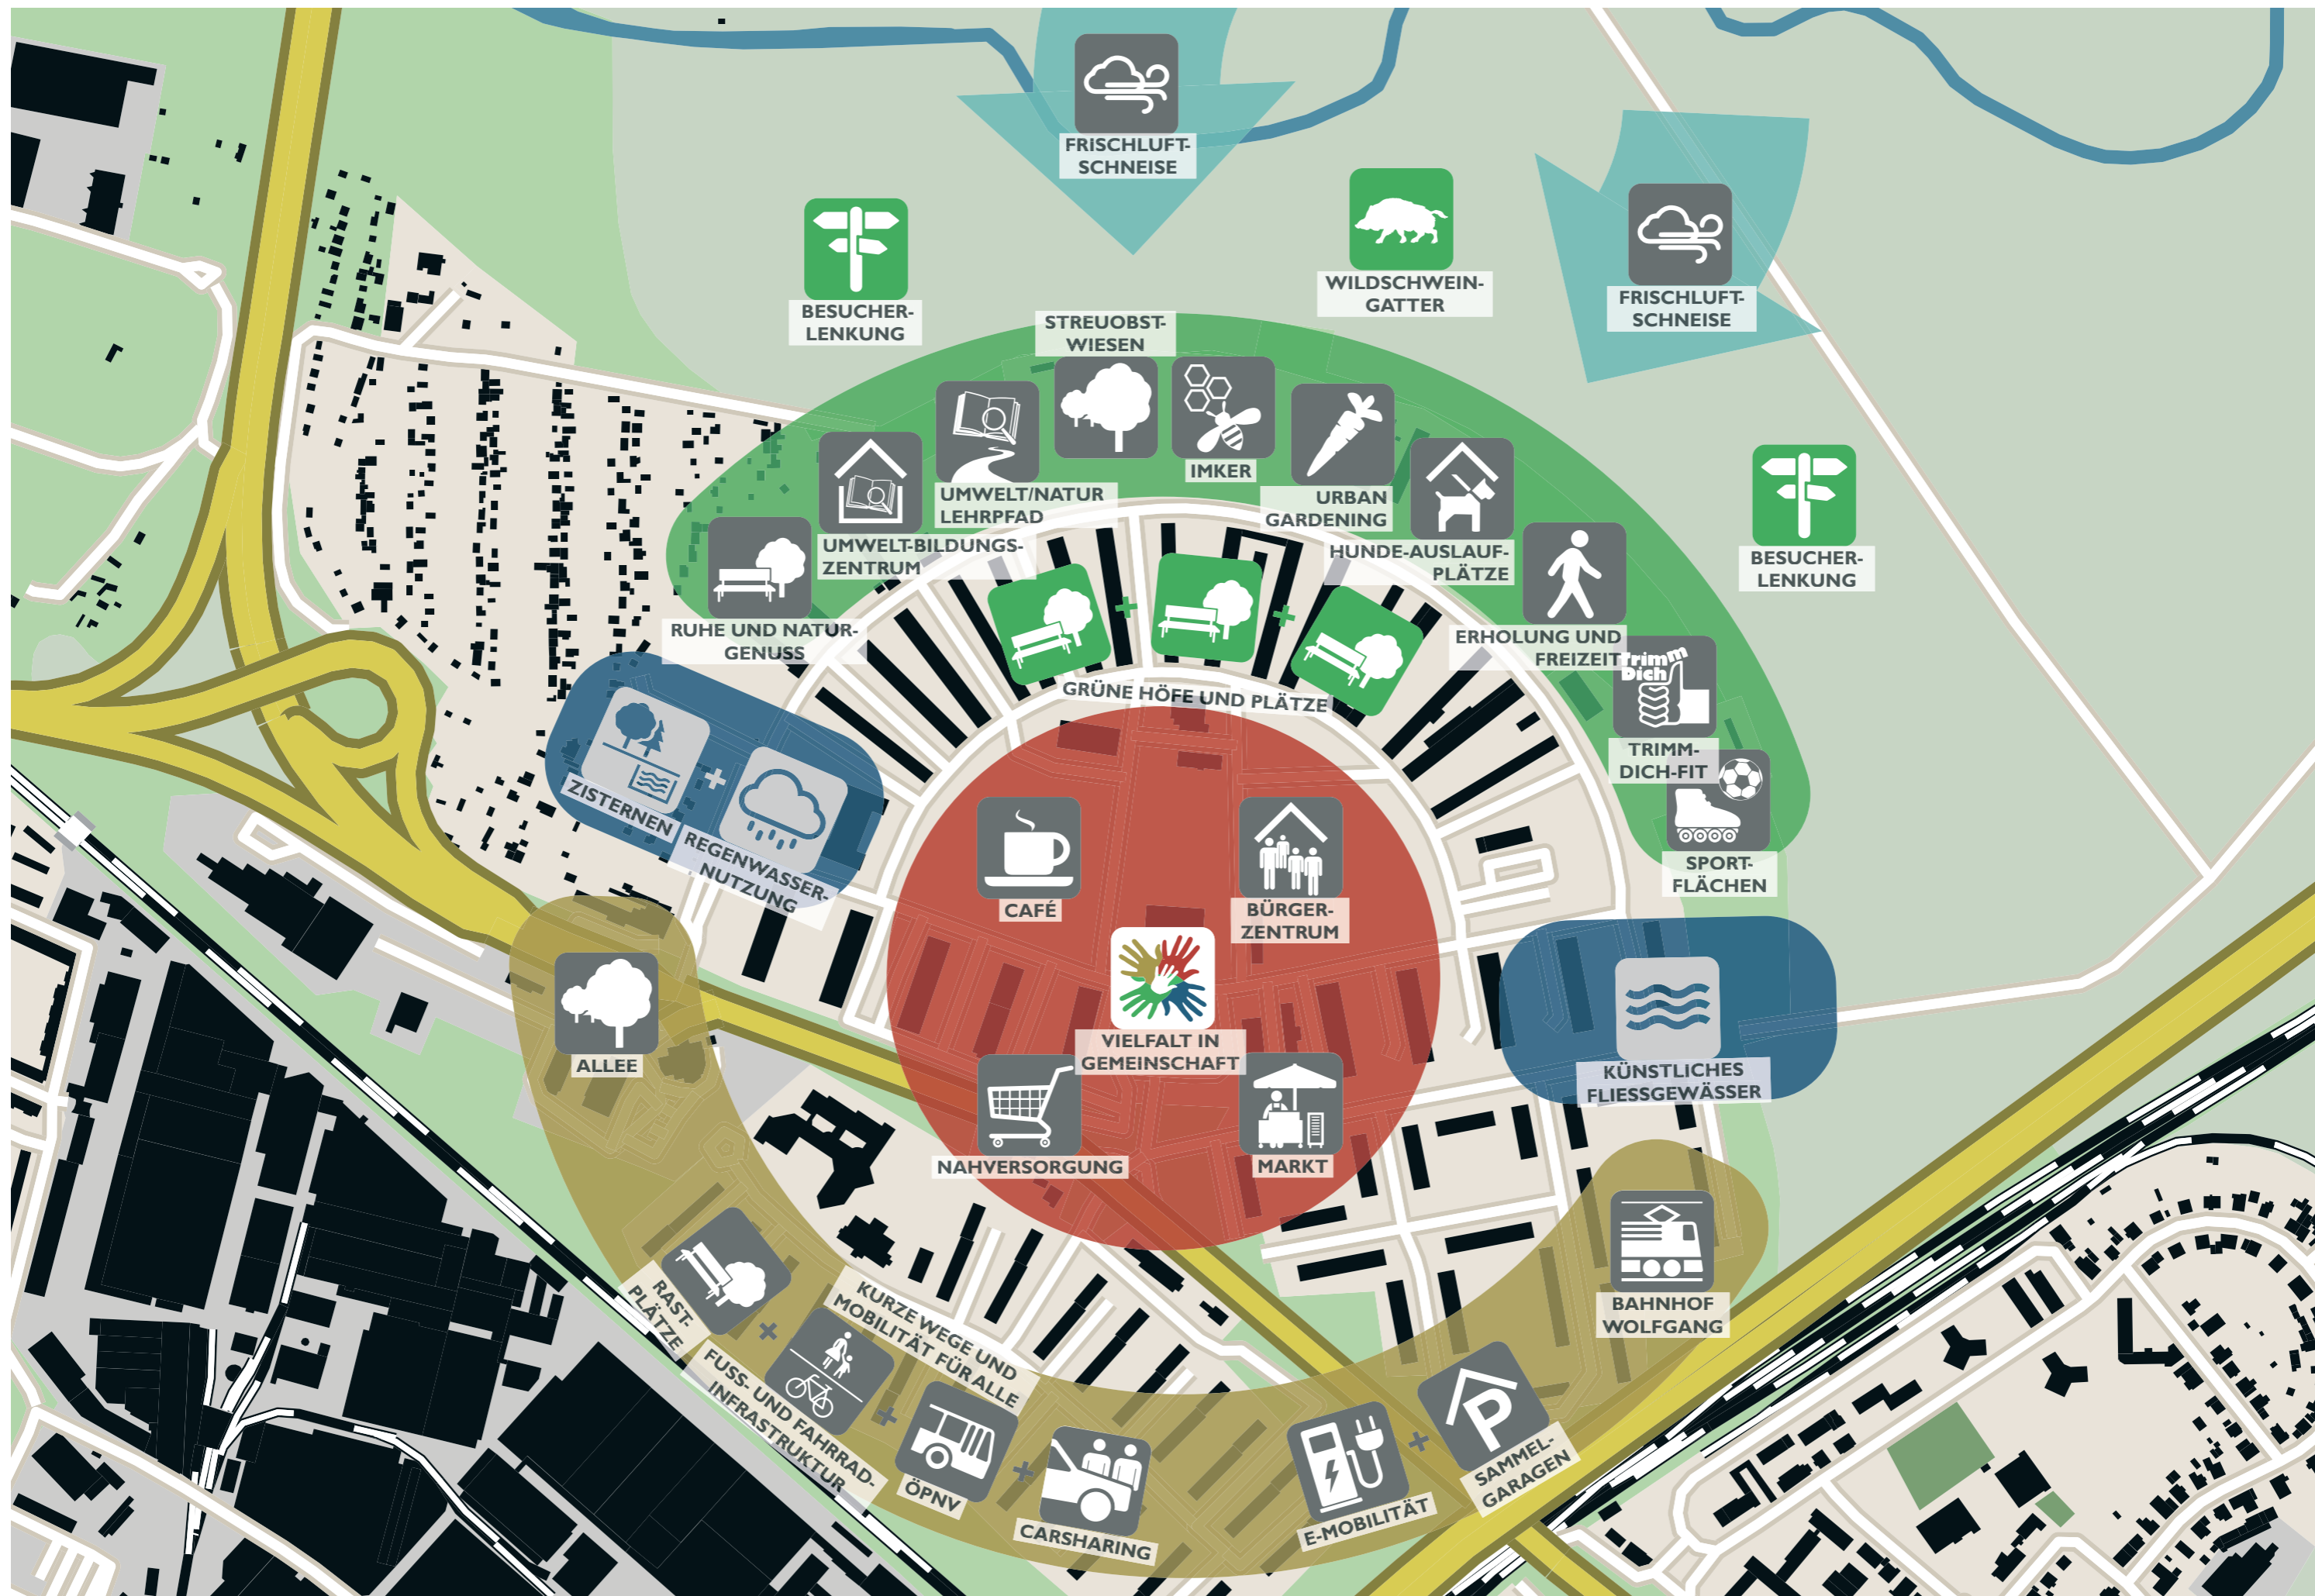 FRISCHLUFT-
SCHNEISE
BESUCHER-
LENKUNG
WILDSCHWEIN-
GATTER
FRISCHLUFT-
SCHNEISE
STREUOBST-
WIESEN
IMKER
UMWELT/NATUR
LEHRPFAD
URBAN
GARDENING
UMWELT-BILDUNGS-
ZENTRUM
HUNDE-AUSLAUF-
PLÄTZE
BESUCHER-
LENKUNG
RUHE UND NATUR-
GENUSS
ERHOLUNG UND
FREIZEIT
Trimm
Dich
GRÜNE HÖFE UND PLÄTZE
TRIMM-
DICH-FIT
ZISTERNEN
REGENWASSER-
NUTZUNG
SPORT-
FLÄCHEN
CAFÉ
BÜRGER-
ZENTRUM
VIELFALT IN
GEMEINSCHAFT
ALLEE
KÜNSTLICHES
FLIESSGEWÄSSER
NAHVERSORGUNG
MARKT
RAST-
PLÄTZE
KURZE WEGE UND
MOBILITÄT FÜR ALLE
BAHNHOF
WOLFGANG
FUSS- UND FAHRRAD-
INFRASTRUKTUR
ÖPNV
CARSHARING
E-MOBILITÄT
P
SAMMEL-
GARAGEN